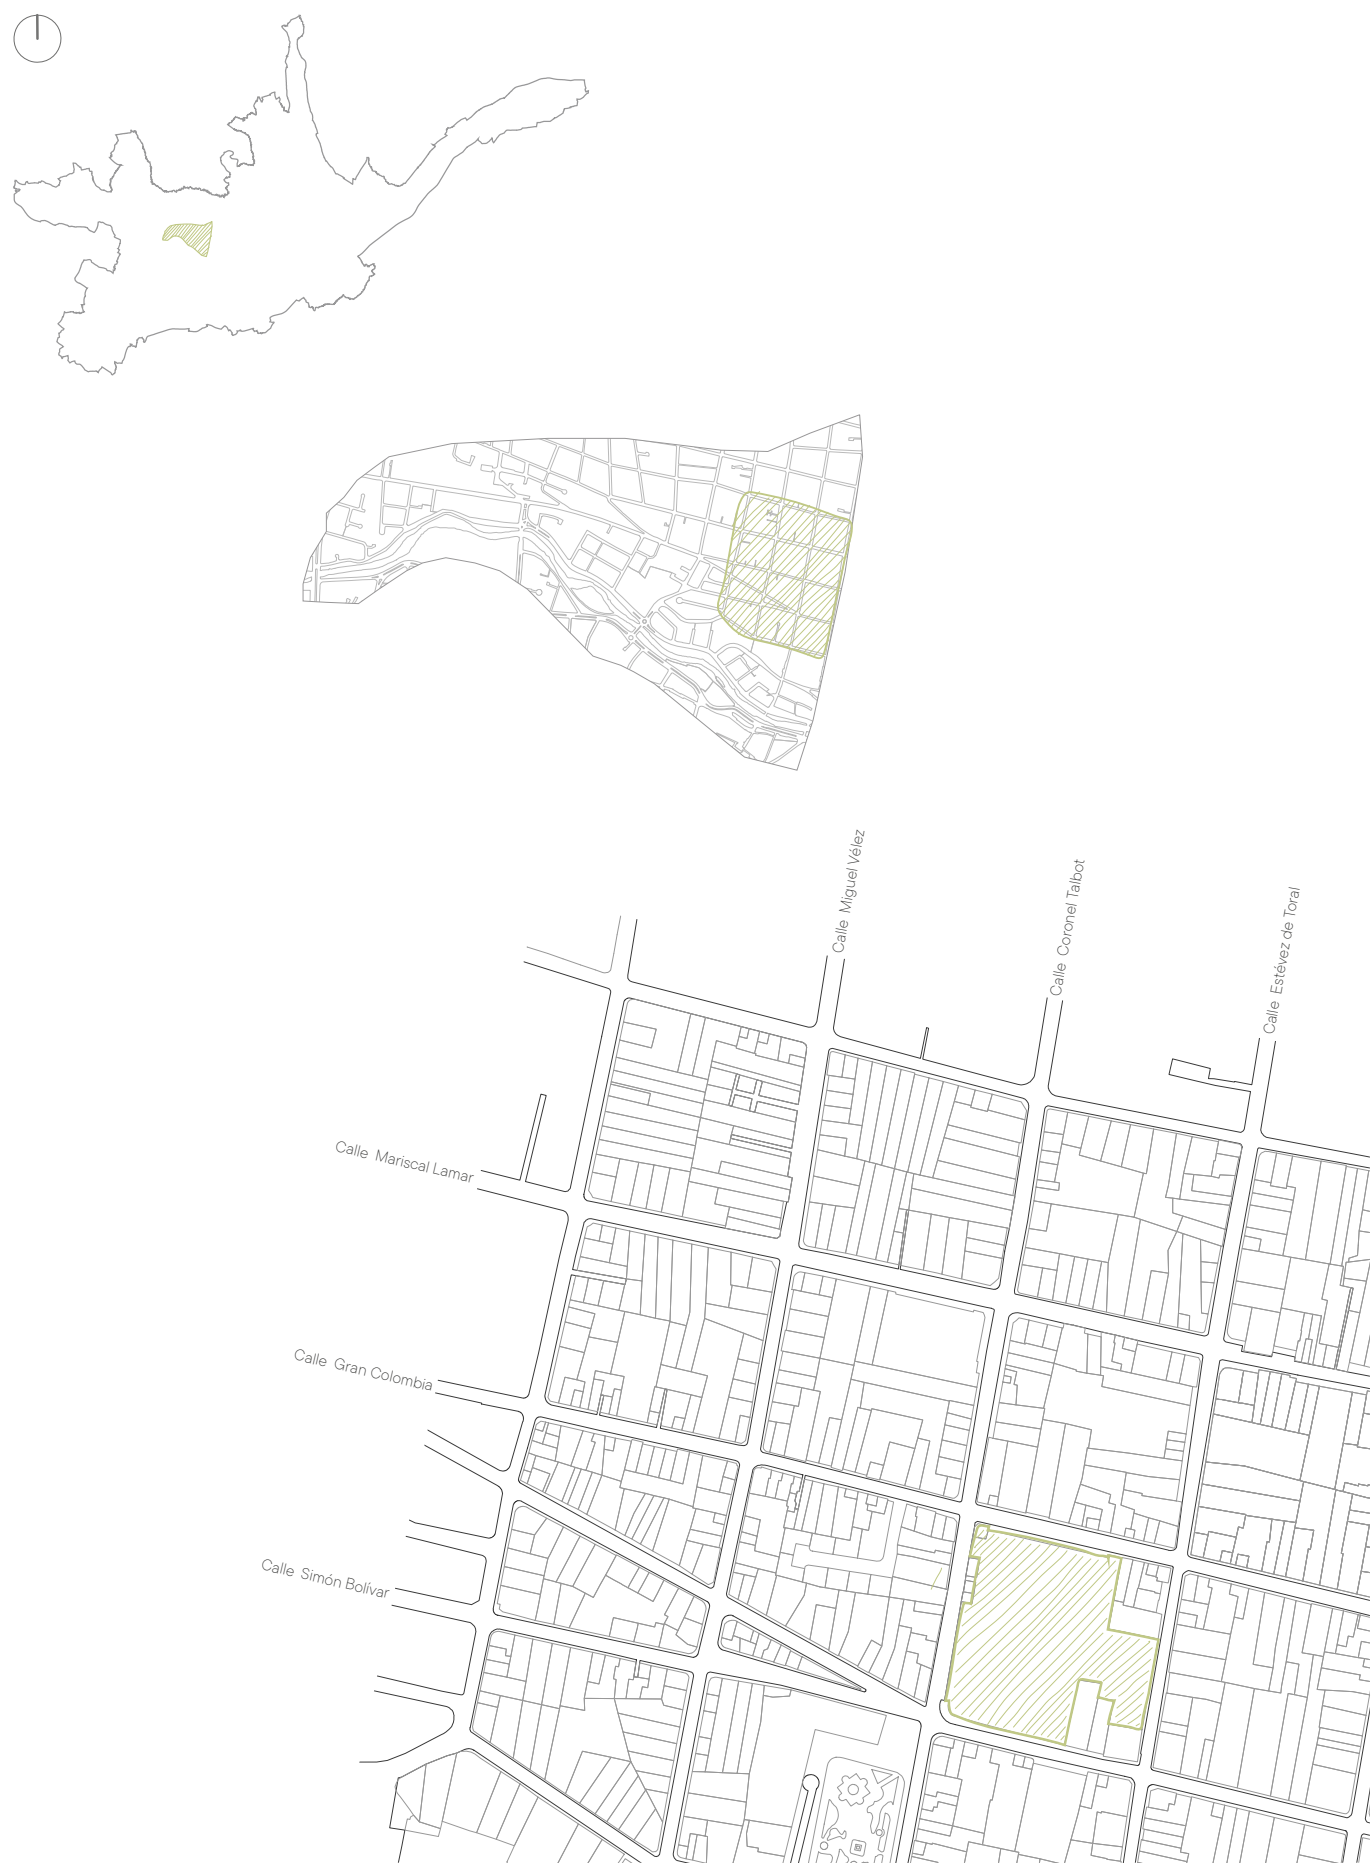 Calle Miguel Vélez
Calle Coronel Talbot
Calle Estévez de Toral
Calle Mariscal Lamar
Calle Gran Colombia
Calle Simón Bolívar